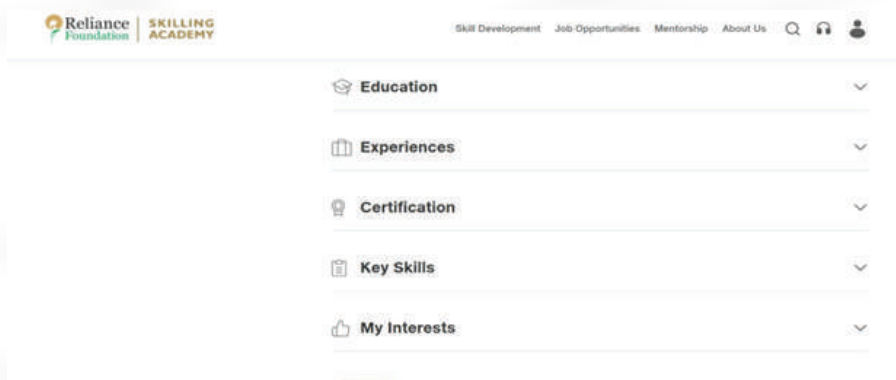 Reliance Foundation | SKILLING ACADEMY
Skill Development Job Opportunities Mentorship About Us
Education
Experiences
Certification
Key Skills
My Interests